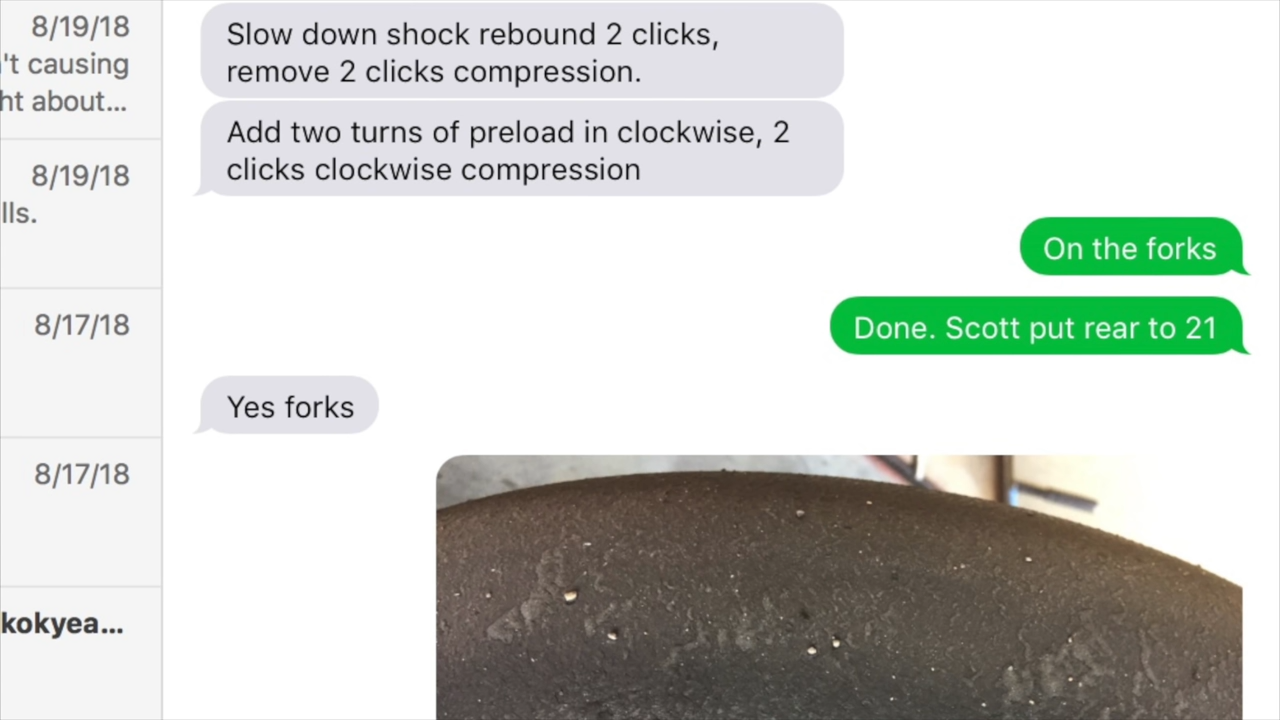 8/19/18
't causing
ht about...
8/19/18
lls.
8/17/18
8/17/18
kokyea...
Slow down shock rebound 2 clicks,
remove 2 clicks compression.
Add two turns of preload in clockwise, 2
clicks clockwise compression
On the forks
Done. Scott put rear to 21
Yes forks